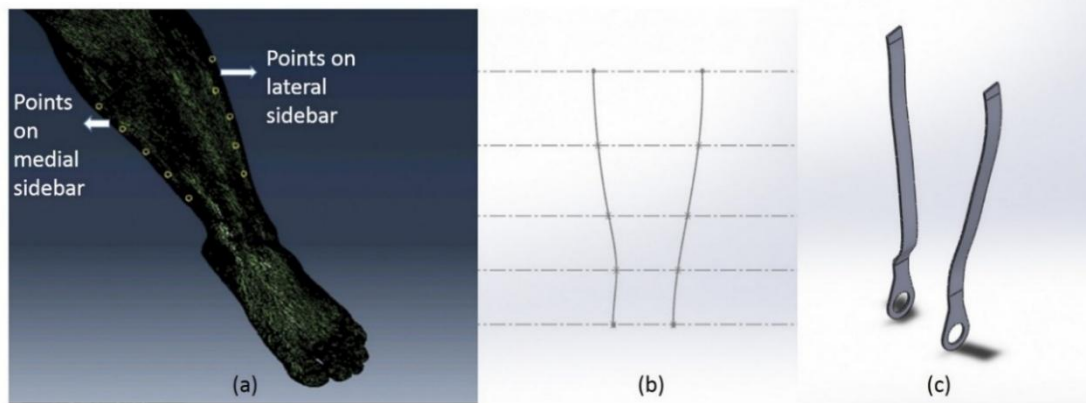 Points on
lateral
sidebar
Points
on
medial
sidebar
(a)
(b)
(c)